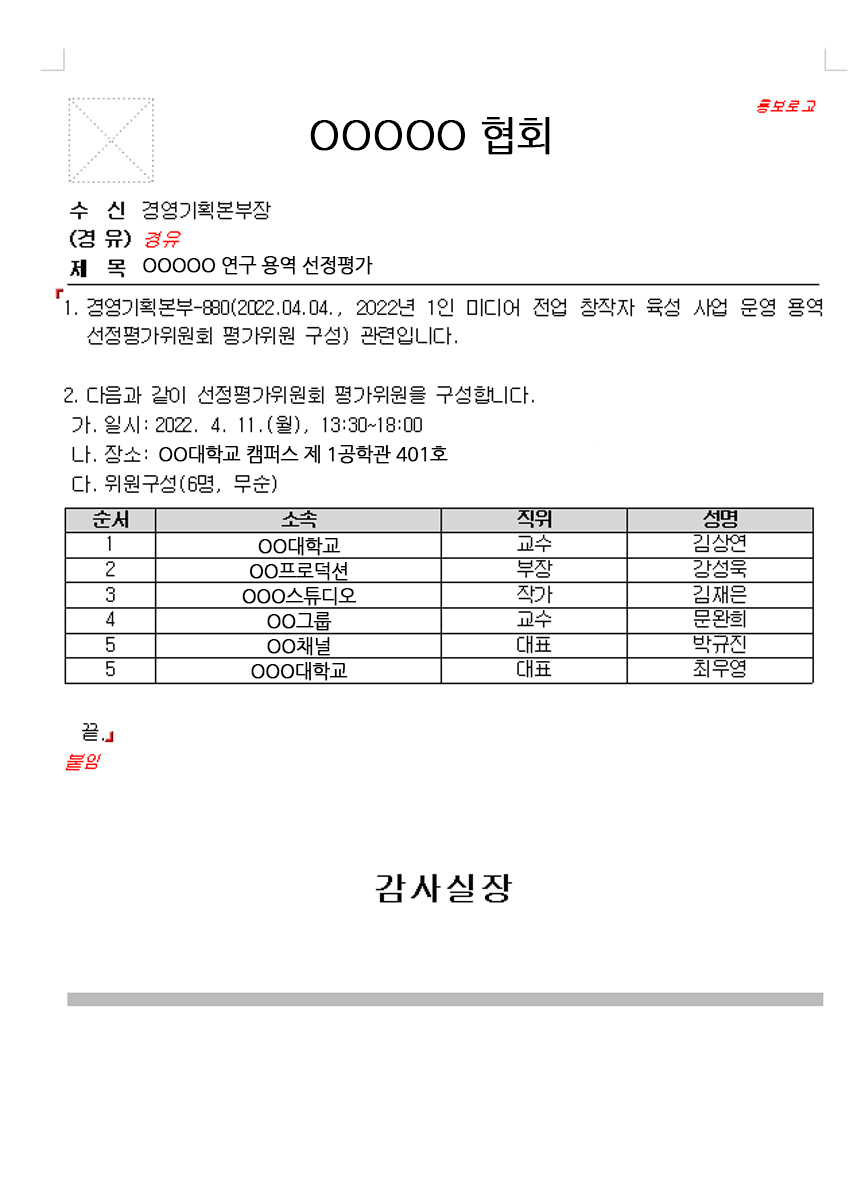 홍보로고
OOOOO 협회
수 신 경영기획본부장
(경 유) 경유
제 목 OOOOO 연구 용역 선정평가
1. 경영기획본부-880(2022.04.04., 2022년 1인 미디어 전업 창작자 육성 사업 운영 용역
선정평가위원회 평가위원 구성) 관련입니다.
2. 다음과 같이 선정평가위원회 평가위원을 구성합니다.
가. 일시: 2022. 4. 11.(월), 13:30~18:00
나. 장소: OO대학교 캠퍼스 제 1공학관 401호
다. 위원구성(6명, 무순)
순서 소속 직위 성명
1 OO대학교 교수 김상연
2 OO프로덕션 부장 강성욱
3 OOO스튜디오 작가 김재은
4 OO그룹 교수 문완희
5 OO채널 대표 박규진
5 OOO대학교 대표 최우영
끝.
붙임
감사실장